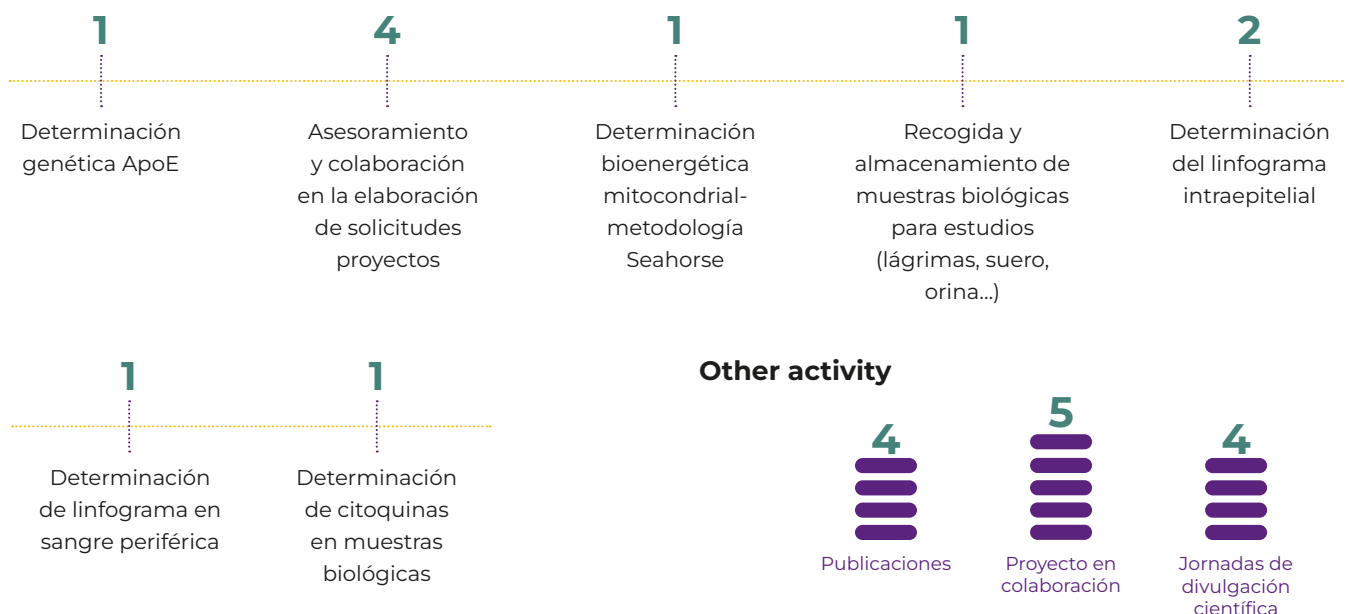 1
Determinación
genética ApoE
4
Asesoramiento
y colaboración
en la elaboración
de solicitudes
proyectos
1
Determinación
bioenergética
mitocondrial-
metodología
Seahorse
1
Recogida y
almacenamiento de
muestras biológicas
para estudios
(lágrimas, suero,
orina...)
2
Determinación
del linfograma
intraepitelial
1
Determinación
de linfograma en
sangre periférica
1
Determinación
de citoquinas
en muestras
biológicas
Other activity
4
Publicaciones
5
Proyecto en
colaboración
4
Jornadas de
divulgación
científica